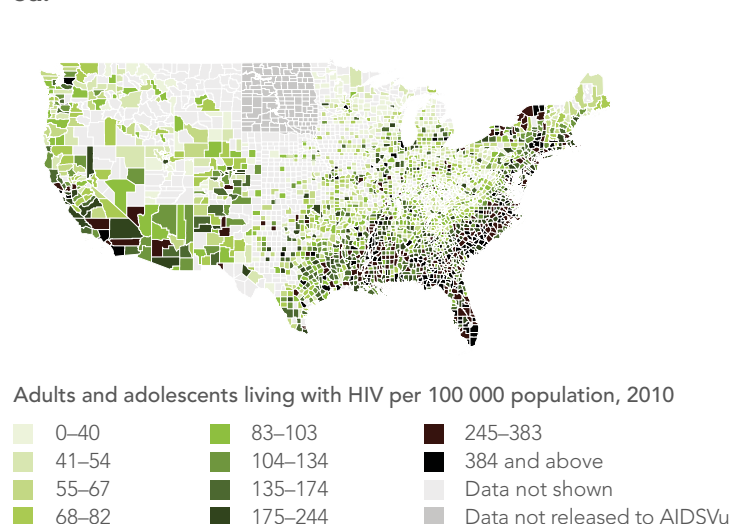 Adults and adolescents living with HIV per 100 000 population, 2010
0–40
83–103
245–383
41–54
104–134
384 and above
55–67
135–174
Data not shown
68–82
175–244
Data not released to AIDSVu